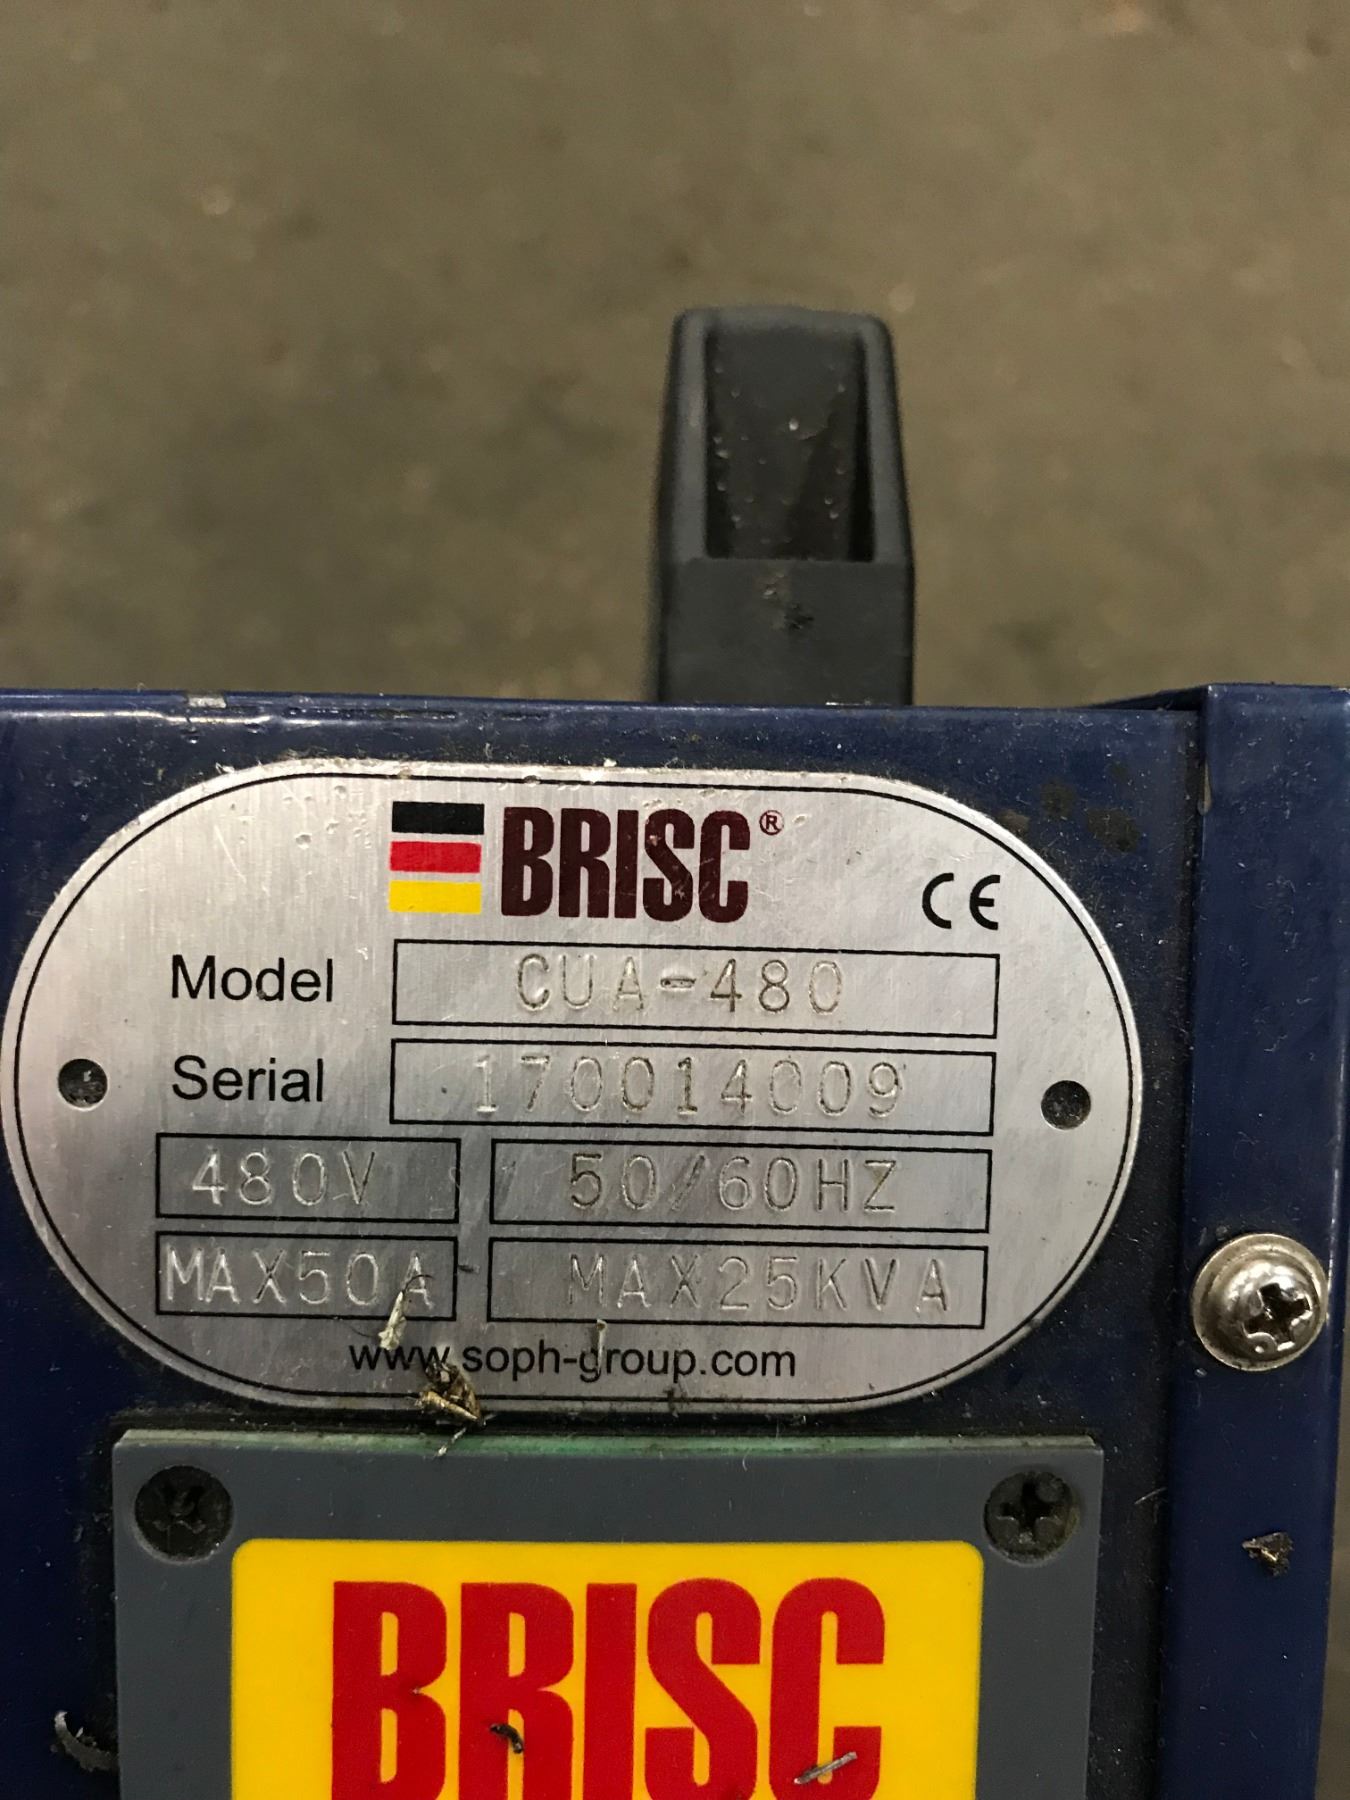 BRISC®
CE
Model CUA-480
Serial 170014009
480V 50/60HZ
MAX50A MAX25KVA
www.soph-group.com
BRISC